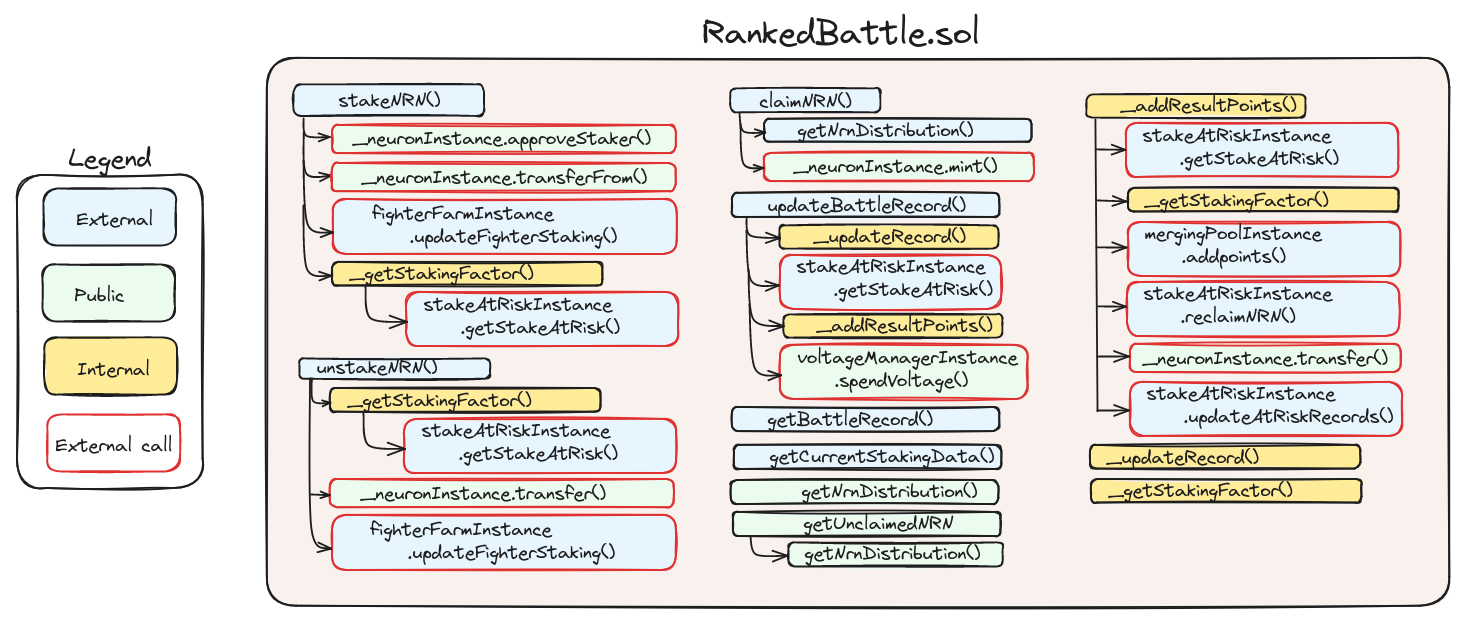 RankedBattle.sol
Legend
External
Public
Internal
External call
stakeNRN()
_neuronInstance.approveStaker()
_neuronInstance.transferFrom()
fighterFarmInstance
.updateFighterStaking()
_getStakingFactor()
stakeAtRiskInstance
.getStakeAtRisk()
unstakeNRN()
_getStakingFactor()
stakeAtRiskInstance
.getStakeAtRisk()
_neuronInstance.transfer()
fighterFarmInstance
.updateFighterStaking()
claimNRN()
getNrnDistribution()
_neuronInstance.mint()
updateBattleRecord()
_updateRecord()
stakeAtRiskInstance
.getStakeAtRisk()
_addResultPoints()
voltageManagerInstance
.spendVoltage()
getBattleRecord()
getCurrentStakingData()
getNrnDistribution()
getUnclaimedNRN
getNrnDistribution()
_addResultPoints()
stakeAtRiskInstance
.getStakeAtRisk()
_getStakingFactor()
mergingPoolInstance
.addpoints()
stakeAtRiskInstance
.reclaimNRN()
_neuronInstance.transfer()
stakeAtRiskInstance
.updateAtRiskRecords()
_updateRecord()
_getStakingFactor()